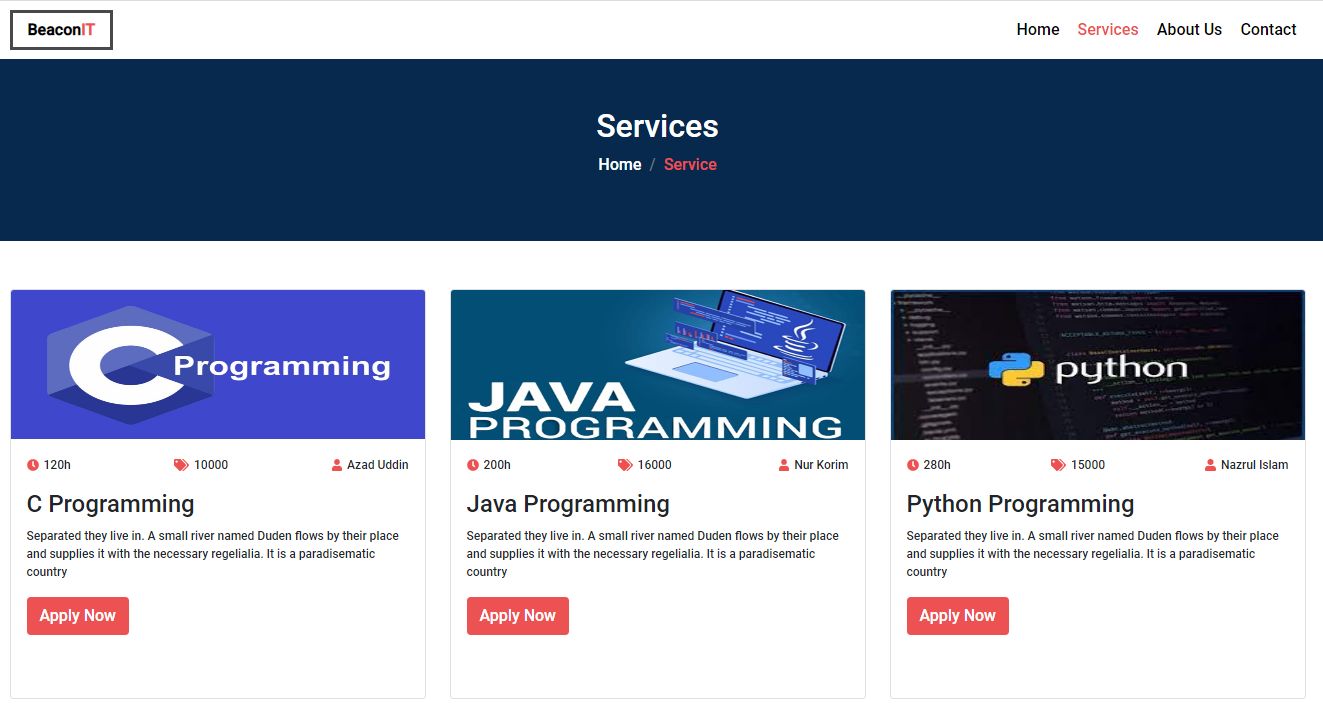 BeaconIT
Home Services About Us Contact
Services
Home / Service
Programming
JAVA
PROGRAMMING
python
120h 10000 Azad Uddin
C Programming
Separated they live in. A small river named Duden flows by their place
and supplies it with the necessary regelialia. It is a paradisematic
country
Apply Now
200h 16000 Nur Korim
Java Programming
Separated they live in. A small river named Duden flows by their place
and supplies it with the necessary regelialia. It is a paradisematic
country
Apply Now
280h 15000 Nazrul Islam
Python Programming
Separated they live in. A small river named Duden flows by their place
and supplies it with the necessary regelialia. It is a paradisematic
country
Apply Now